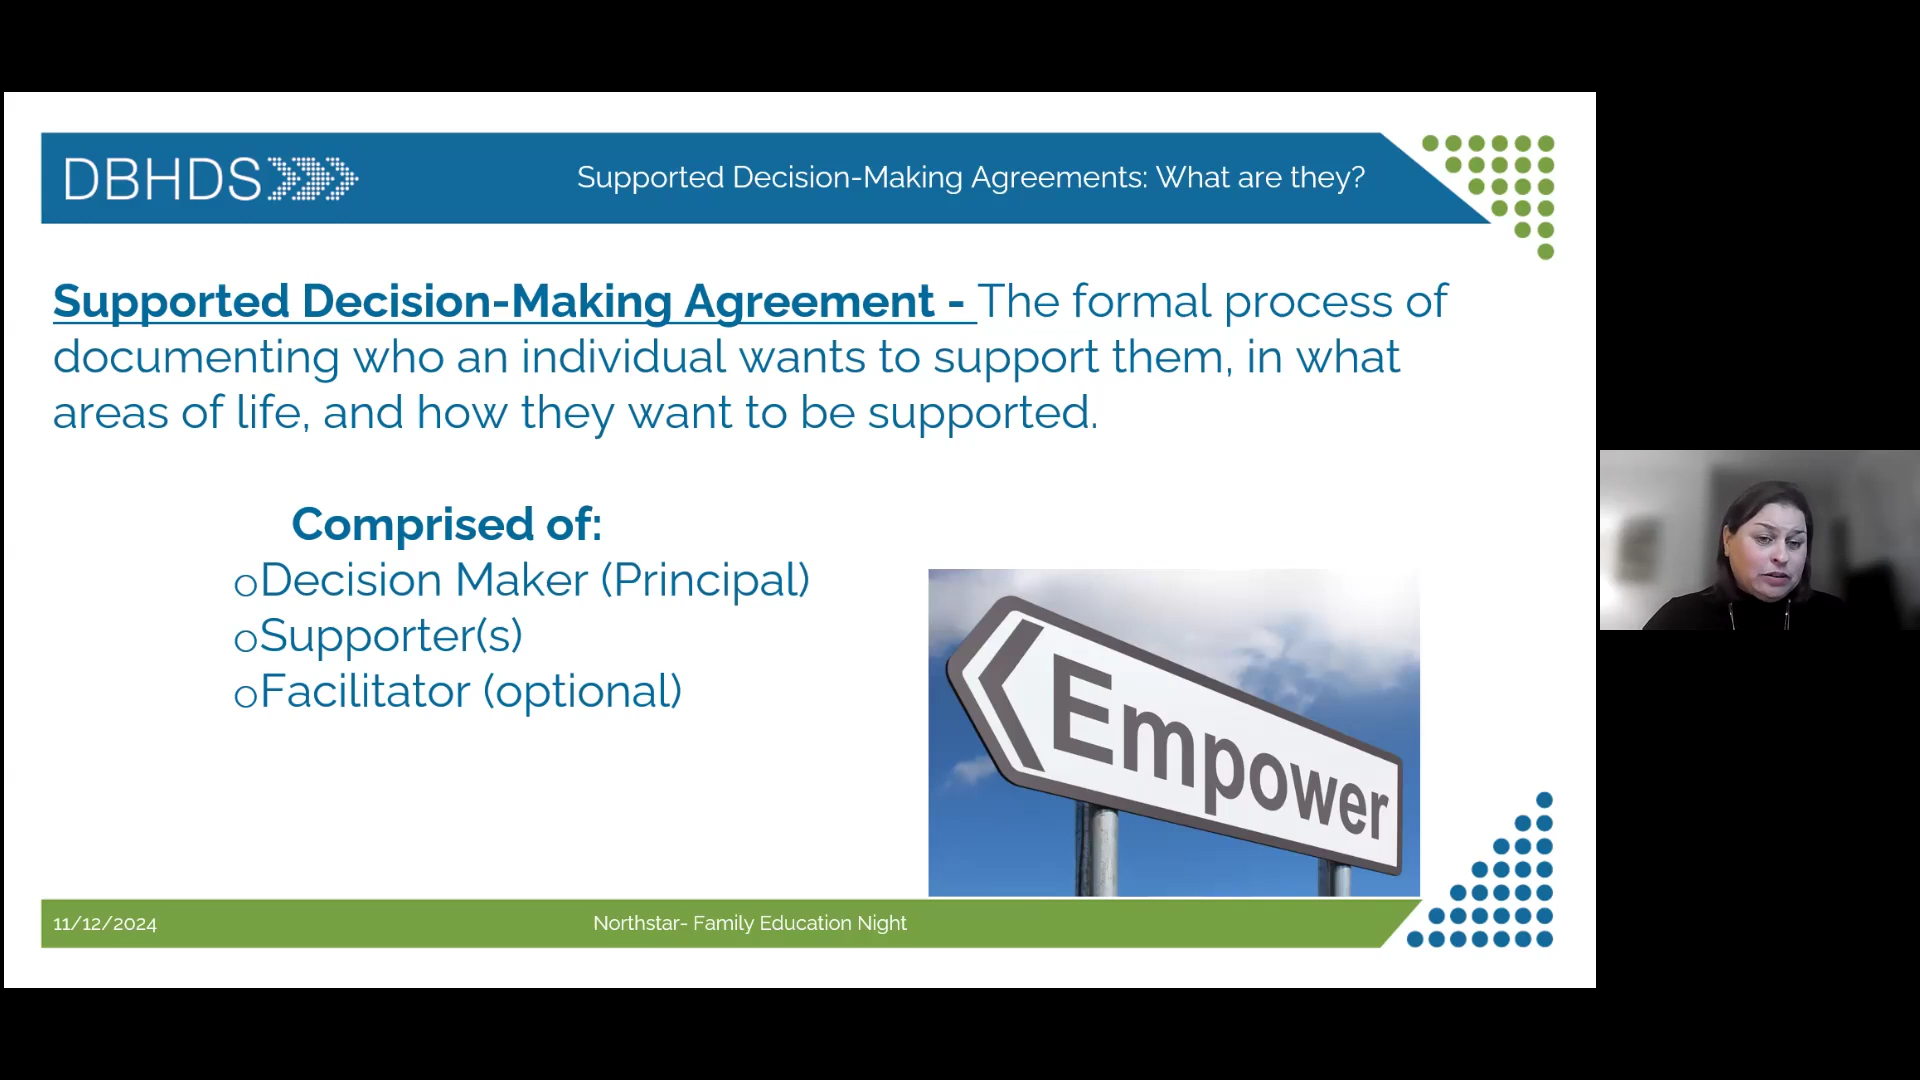 DBHDS
Supported Decision-Making Agreements: What are they?
Supported Decision-Making Agreement - The formal process of
documenting who an individual wants to support them, in what
areas of life, and how they want to be supported.
Comprised of:
oDecision Maker (Principal)
oSupporter(s)
oFacilitator (optional)
Empower
11/12/2024
Northstar- Family Education Night